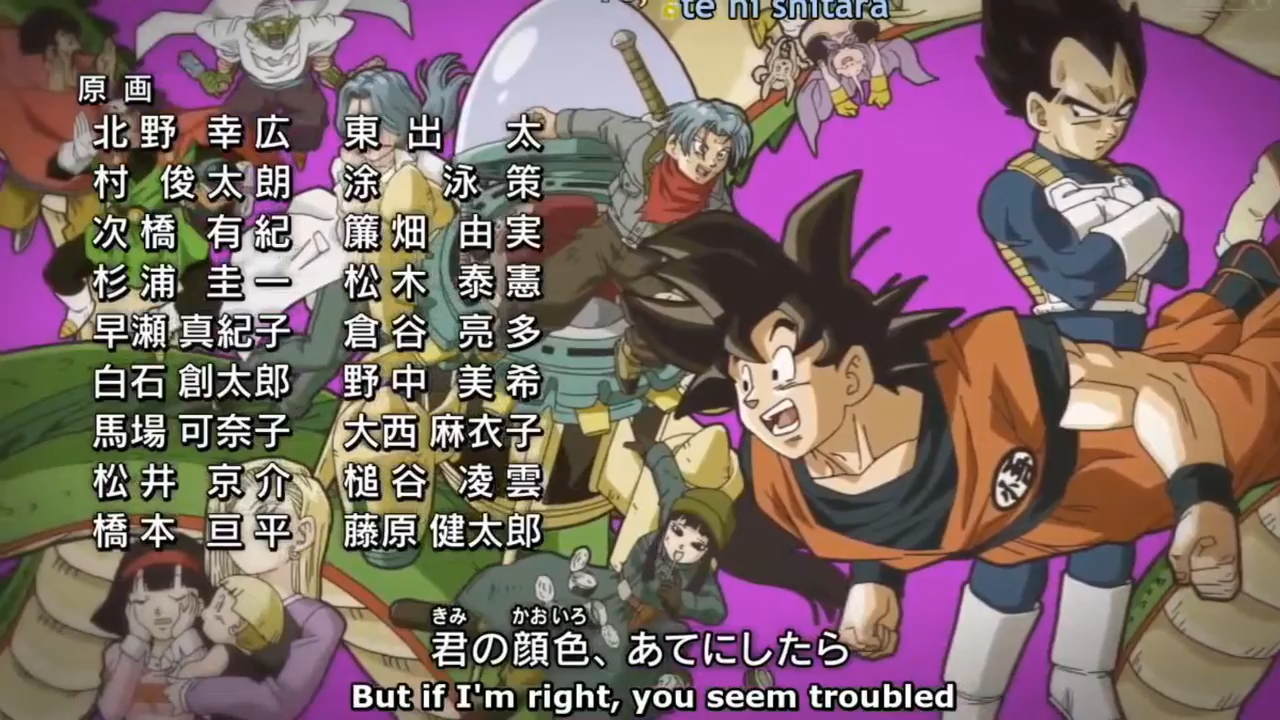 te ni shitara
原画
北野 幸広 東出 太
村 俊太朗 涂 泳策
次橋 有紀 簾畑 由実
杉浦 圭一 松木 泰憲
早瀬 真紀子 倉谷 亮多
白石 創太郎 野中 美希
馬場 可奈子 大西 麻衣子
松井 京介 槌谷 凌雲
橋本 亘平 藤原 健太郎
きみ かおいろ
君の顔色、あてにしたら
But if I'm right, you seem troubled